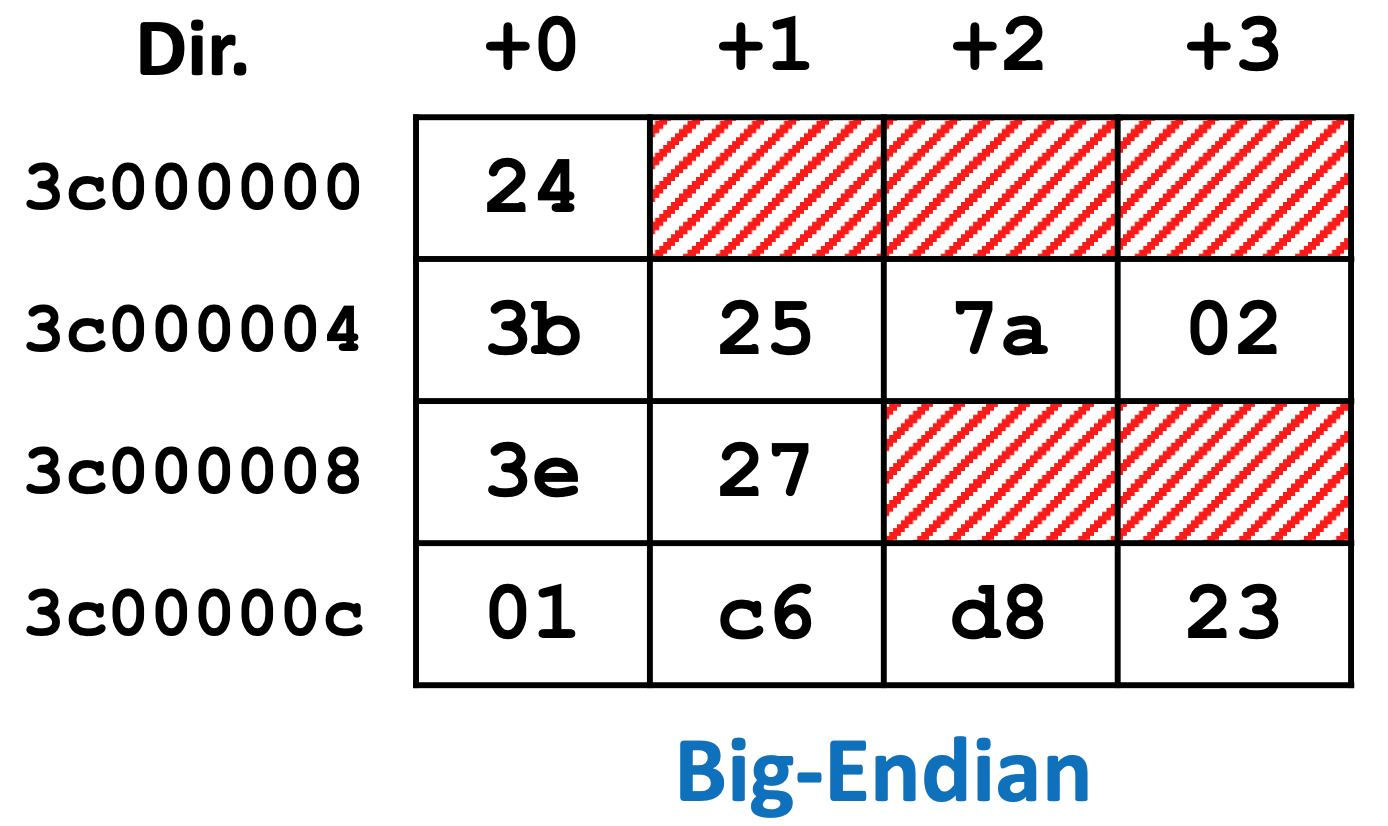 Dir. +0 +1 +2 +3
3c000000 24
3c000004 3b 25 7a 02
3c000008 3e 27
3c00000c 01 c6 d8 23
Big-Endian